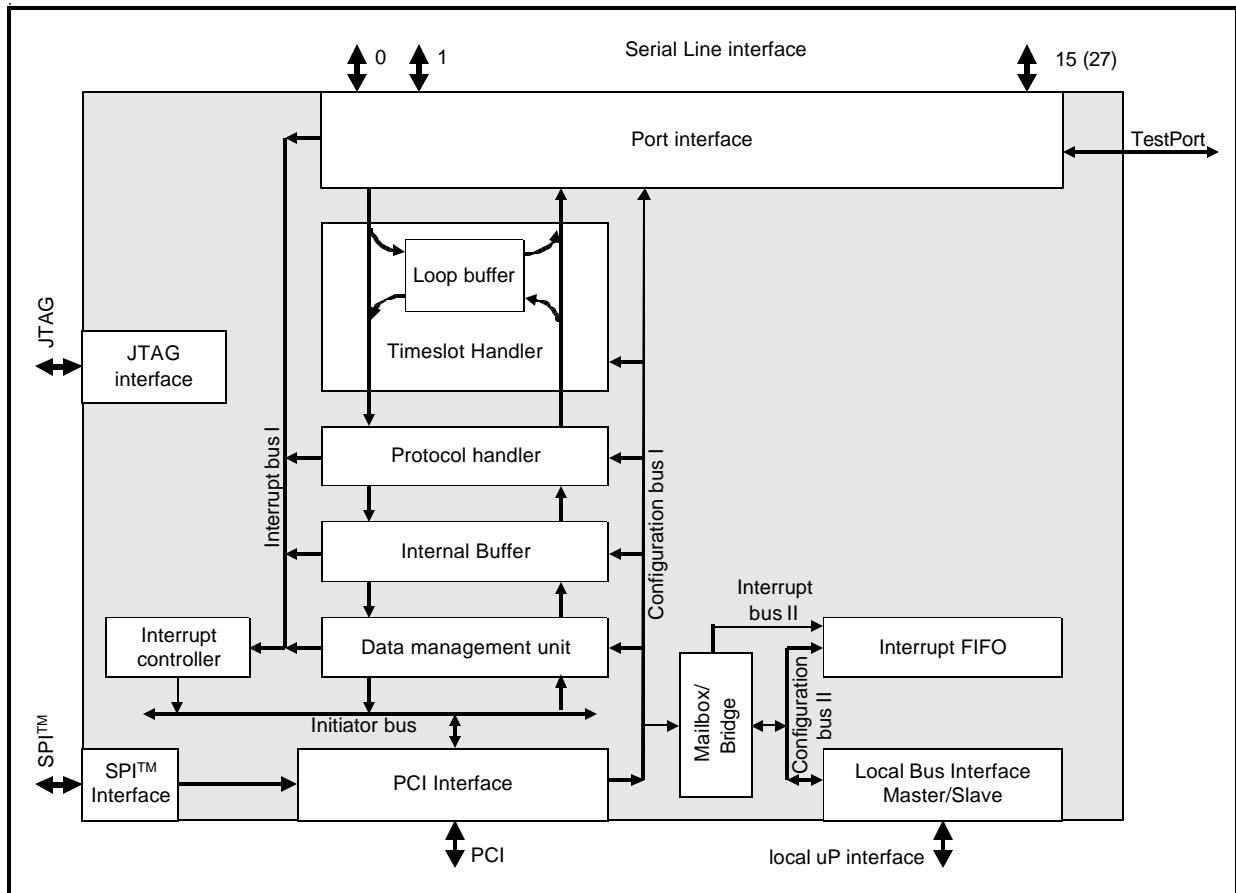 0
1
Serial Line interface
15 (27)
Port interface
TestPort
Loop buffer
Timeslot Handler
JTAG
JTAG
interface
Protocol handler
Interrupt bus I
Configuration bus I
Internal Buffer
Interrupt
bus II
Interrupt
controller
Data management unit
Interrupt FIFO
Mailbox/
Bridge
Configuration
bus II
Initiator bus
SPI™
SPI™
Interface
PCI Interface
Local Bus Interface
Master/Slave
PCI
local uP interface